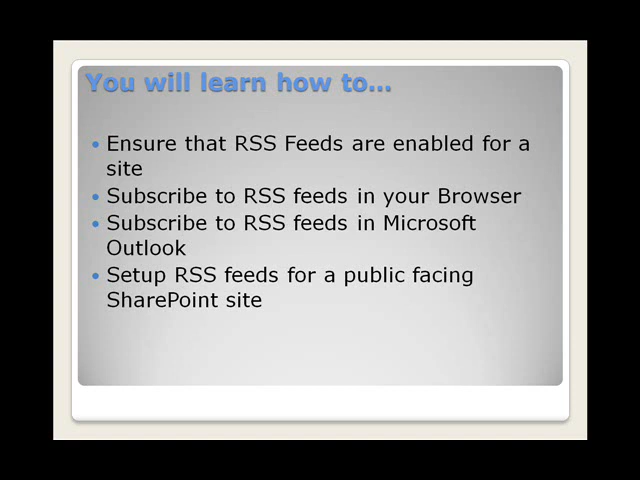 You will learn how to...
• Ensure that RSS Feeds are enabled for a
site
• Subscribe to RSS feeds in your Browser
• Subscribe to RSS feeds in Microsoft
Outlook
• Setup RSS feeds for a public facing
SharePoint site